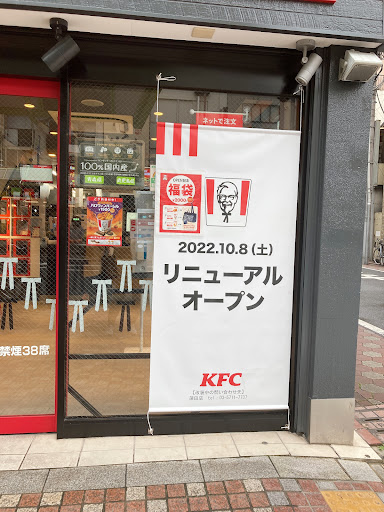 ネットで注文
福袋
2022.10.8 (土)
リニューアル
オープン
KFC
100%国内産
禁煙38席